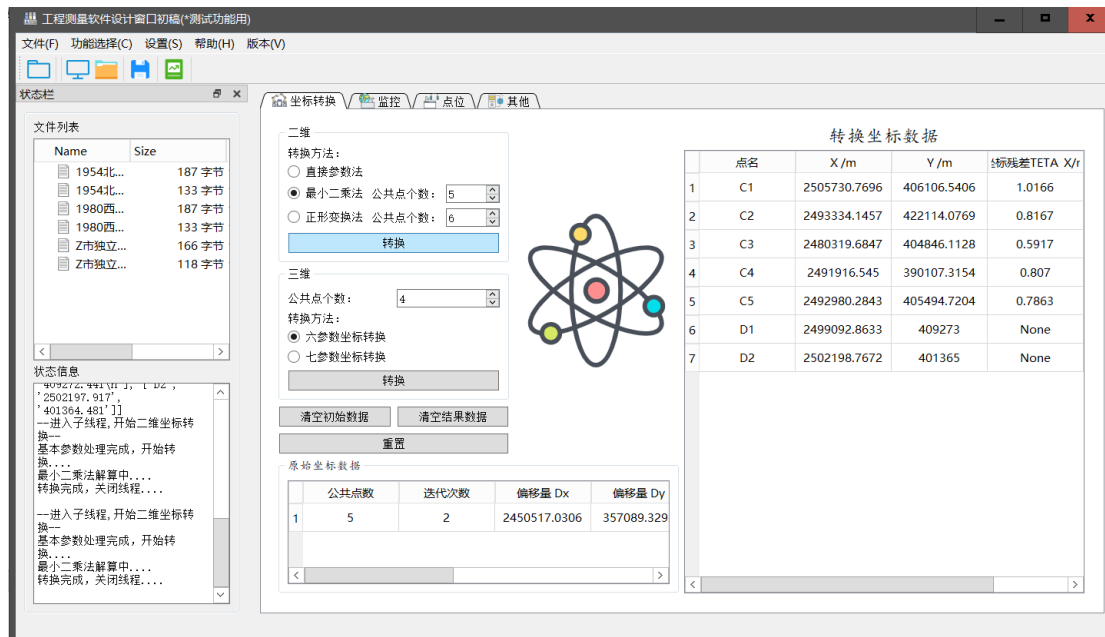 工程测量软件设计窗口初稿(*测试功能用)
文件(F) 功能选择(C) 设置(S) 帮助(H) 版本(V)
状态栏
文件列表
Name Size
1954北... 187 字节
1954北... 133 字节
1980西... 187 字节
1980西... 133 字节
Z市独立... 166 字节
Z市独立... 118 字节
状态信息
'2502197.917',
'401364.481']]
--进入子线程,开始二维坐标转
换--
基本参数处理完成，开始转
换....
最小二乘法解算中....
转换完成，关闭线程....
--进入子线程,开始二维坐标转
换--
基本参数处理完成，开始转
换....
最小二乘法解算中....
转换完成，关闭线程....
坐标转换 监控 点位 其他
二维
转换方法：
直接参数法
最小二乘法 公共点个数： 5
正形变换法 公共点个数： 6
转换
三维
公共点个数： 4
转换方法：
六参数坐标转换
七参数坐标转换
转换
清空初始数据 清空结果数据
重置
原始坐标数据
公共点数 迭代次数 偏移量 Dx 偏移量 Dy
1 5 2 2450517.0306 357089.329
转换坐标数据
点名 X /m Y /m 坐标残差TETA X/r
1 C1 2505730.7696 406106.5406 1.0166
2 C2 2493334.1457 422114.0769 0.8167
3 C3 2480319.6847 404846.1128 0.5917
4 C4 2491916.545 390107.3154 0.807
5 C5 2492980.2843 405494.7204 0.7863
6 D1 2499092.8633 409273 None
7 D2 2502198.7672 401365 None